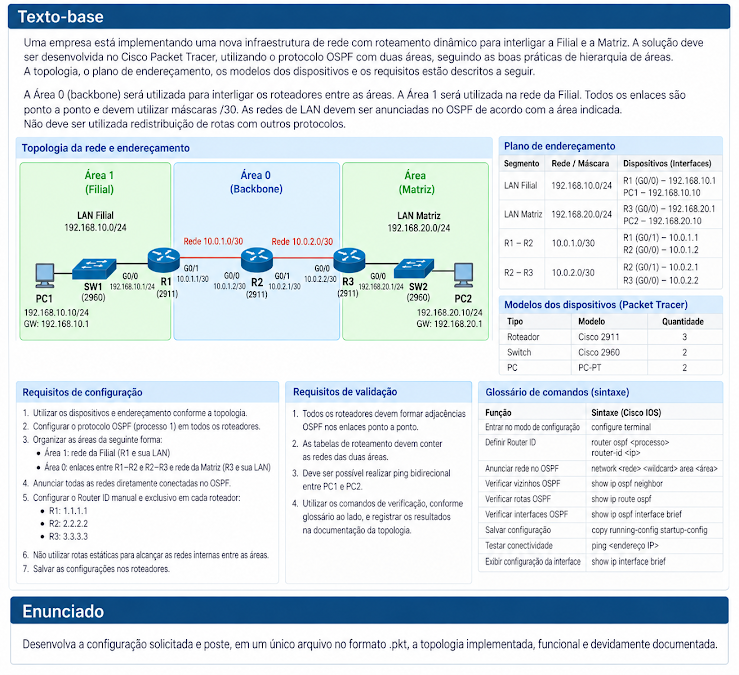 Texto-base
Uma empresa está implementando uma nova infraestrutura de rede com roteamento dinâmico para interligar a Filial e a Matriz. A solução deve
ser desenvolvida no Cisco Packet Tracer, utilizando o protocolo OSPF com duas áreas, seguindo as boas práticas de hierarquia de áreas.
A topologia, o plano de endereçamento, os modelos dos dispositivos e os requisitos estão descritos a seguir.
A Área 0 (backbone) será utilizada para interligar os roteadores entre as áreas. A Área 1 será utilizada na rede da Filial. Todos os enlaces são
ponto a ponto e devem utilizar máscaras /30. As redes de LAN devem ser anunciadas no OSPF de acordo com a área indicada.
Não deve ser utilizada redistribuição de rotas com outros protocolos.
Topologia da rede e endereçamento
Área 1
(Filial)
Área 0
(Backbone)
Área
(Matriz)
LAN Filial
192.168.10.0/24
LAN Matriz
192.168.20.0/24
Rede 10.0.1.0/30
Rede 10.0.2.0/30
PC1
192.168.10.10/24
GW: 192.168.10.1
SW1
(2960)
G0/0
192.168.10.1/24
R1
(2911)
G0/1
10.0.1.1/30
G0/0
10.0.1.2/30
R2
(2911)
G0/1
10.0.2.1/30
G0/0
10.0.2.2/30
R3
(2911)
G0/0
192.168.20.1/24
SW2
(2960)
PC2
192.168.20.10/24
GW: 192.168.20.1
Plano de endereçamento
Segmento Rede / Máscara Dispositivos (Interfaces)
LAN Filial 192.168.10.0/24 R1 (G0/0) – 192.168.10.1
PC1 – 192.168.10.10
LAN Matriz 192.168.20.0/24 R3 (G0/0) – 192.168.20.1
PC2 – 192.168.20.10
R1 – R2 10.0.1.0/30 R1 (G0/1) – 10.0.1.1
R2 (G0/0) – 10.0.1.2
R2 – R3 10.0.2.0/30 R2 (G0/1) – 10.0.2.1
R3 (G0/0) – 10.0.2.2
Modelos dos dispositivos (Packet Tracer)
Tipo Modelo Quantidade
Roteador Cisco 2911 3
Switch Cisco 2960 2
PC PC-PT 2
Requisitos de configuração
1. Utilizar os dispositivos e endereçamento conforme a topologia.
2. Configurar o protocolo OSPF (processo 1) em todos os roteadores.
3. Organizar as áreas da seguinte forma:
• Área 1: rede da Filial (R1 e sua LAN)
• Área 0: enlaces entre R1–R2 e R2–R3 e rede da Matriz (R3 e sua LAN)
4. Anunciar todas as redes diretamente conectadas no OSPF.
5. Configurar o Router ID manual e exclusivo em cada roteador:
• R1: 1.1.1.1
• R2: 2.2.2.2
• R3: 3.3.3.3
6. Não utilizar rotas estáticas para alcançar as redes internas entre as áreas.
7. Salvar as configurações nos roteadores.
Requisitos de validação
1. Todos os roteadores devem formar adjacências
OSPF nos enlaces ponto a ponto.
2. As tabelas de roteamento devem conter
as redes das duas áreas.
3. Deve ser possível realizar ping bidirecional
entre PC1 e PC2.
4. Utilizar os comandos de verificação, conforme
glossário ao lado, e registrar os resultados
na documentação da topologia.
Glossário de comandos (sintaxe)
Função Sintaxe (Cisco IOS)
Entrar no modo de configuração configure terminal
Definir Router ID router ospf <processo>
router-id <ip>
Anunciar rede no OSPF network <rede> <wildcard> area <área>
Verificar vizinhos OSPF show ip ospf neighbor
Verificar rotas OSPF show ip route ospf
Verificar interfaces OSPF show ip ospf interface brief
Salvar configuração copy running-config startup-config
Testar conectividade ping <endereço IP>
Exibir configuração da interface show ip interface brief
Enunciado
Desenvolva a configuração solicitada e poste, em um único arquivo no formato .pkt, a topologia implementada, funcional e devidamente documentada.